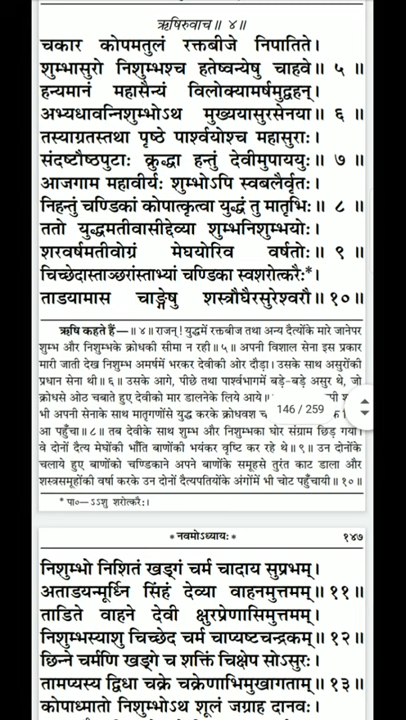 ऋषिरुवाच॥ ४॥
चकार कोपमतुलं रक्तबीजे निपातिते।
शुम्भासुरो निशुम्भश्च हतेष्वन्येषु चाहवे॥ ५ ॥
हन्यमानं महासैन्यं विलोक्यामर्षमुद्वहन्।
अभ्यधावन्निशुम्भोऽथ मुख्ययासुरसेनया॥ ६ ॥
तस्याग्रतस्तथा पृष्ठे पार्श्वयोश्च महासुराः।
संदष्टौष्ठपुटाः क्रुद्धा हन्तुं देवीमुपाययुः॥ ७ ॥
आजगाम महावीर्यः शुम्भोऽपि स्वबलैर्वृतः।
निहन्तुं चण्डिकां कोपात्कृत्वा युद्धं तु मातृभिः॥ ८ ॥
ततो युद्धमतीवासीद्देव्या शुम्भनिशुम्भयोः।
शरवर्षमतीवोग्रं मेघयोरिव वर्षतोः॥ ९ ॥
चिच्छेदास्ताञ्छरांस्ताभ्यां चण्डिका स्वशरोत्करैः*।
ताडयामास चाङ्गेषु शस्त्रौघैरसुरेश्वरौ॥ १०॥
ऋषि कहते हैं—॥ ४॥ राजन्! युद्धमें रक्तबीज तथा अन्य दैत्योंके मारे जानेपर
शुम्भ और निशुम्भके क्रोधकी सीमा न रही॥ ५॥ अपनी विशाल सेना इस प्रकार
मारी जाती देख निशुम्भ अमर्षमें भरकर देवीकी ओर दौड़ा। उसके साथ असुरोंकी
प्रधान सेना थी॥ ६॥ उसके आगे, पीछे तथा पार्श्वभागमें बड़े-बड़े असुर थे, जो
क्रोधसे ओठ चबाते हुए देवीको मार डालनेके लिये आये॥
भी अपनी सेनाके साथ मातृगणोंसे युद्ध करके क्रोधवश
146 / 259
आ पहुँचा॥ ८॥ तब देवीके साथ शुम्भ और निशुम्भका घोर संग्राम छिड़ गया।
वे दोनों दैत्य मेघोंकी भाँति बाणोंकी भयंकर वृष्टि कर रहे थे॥ ९॥ उन दोनोंके
चलाये हुए बाणोंको चण्डिकाने अपने बाणोंके समूहसे तुरंत काट डाला और
शस्त्रसमूहोंकी वर्षा करके उन दोनों दैत्यपतियोंके अंगोंमें भी चोट पहुँचायी॥ १०॥
* पा०— ऽऽशु शरोत्करैः।
* नवमोऽध्यायः * १४७
निशुम्भो निशितं खड्गं चर्म चादाय सुप्रभम्।
अताडयन्मूर्ध्नि सिंहं देव्या वाहनमुत्तमम्॥ ११॥
ताडिते वाहने देवी क्षुरप्रेणासिमुत्तमम्।
निशुम्भस्याशु चिच्छेद चर्म चाप्यष्टचन्द्रकम्॥ १२॥
छिन्ने चर्मणि खड्गे च शक्तिं चिक्षेप सोऽसुरः।
तामप्यस्य द्विधा चक्रे चक्रेणाभिमुखागताम्॥ १३॥
कोपाध्मातो निशुम्भोऽथ शूलं जग्राह दानवः।